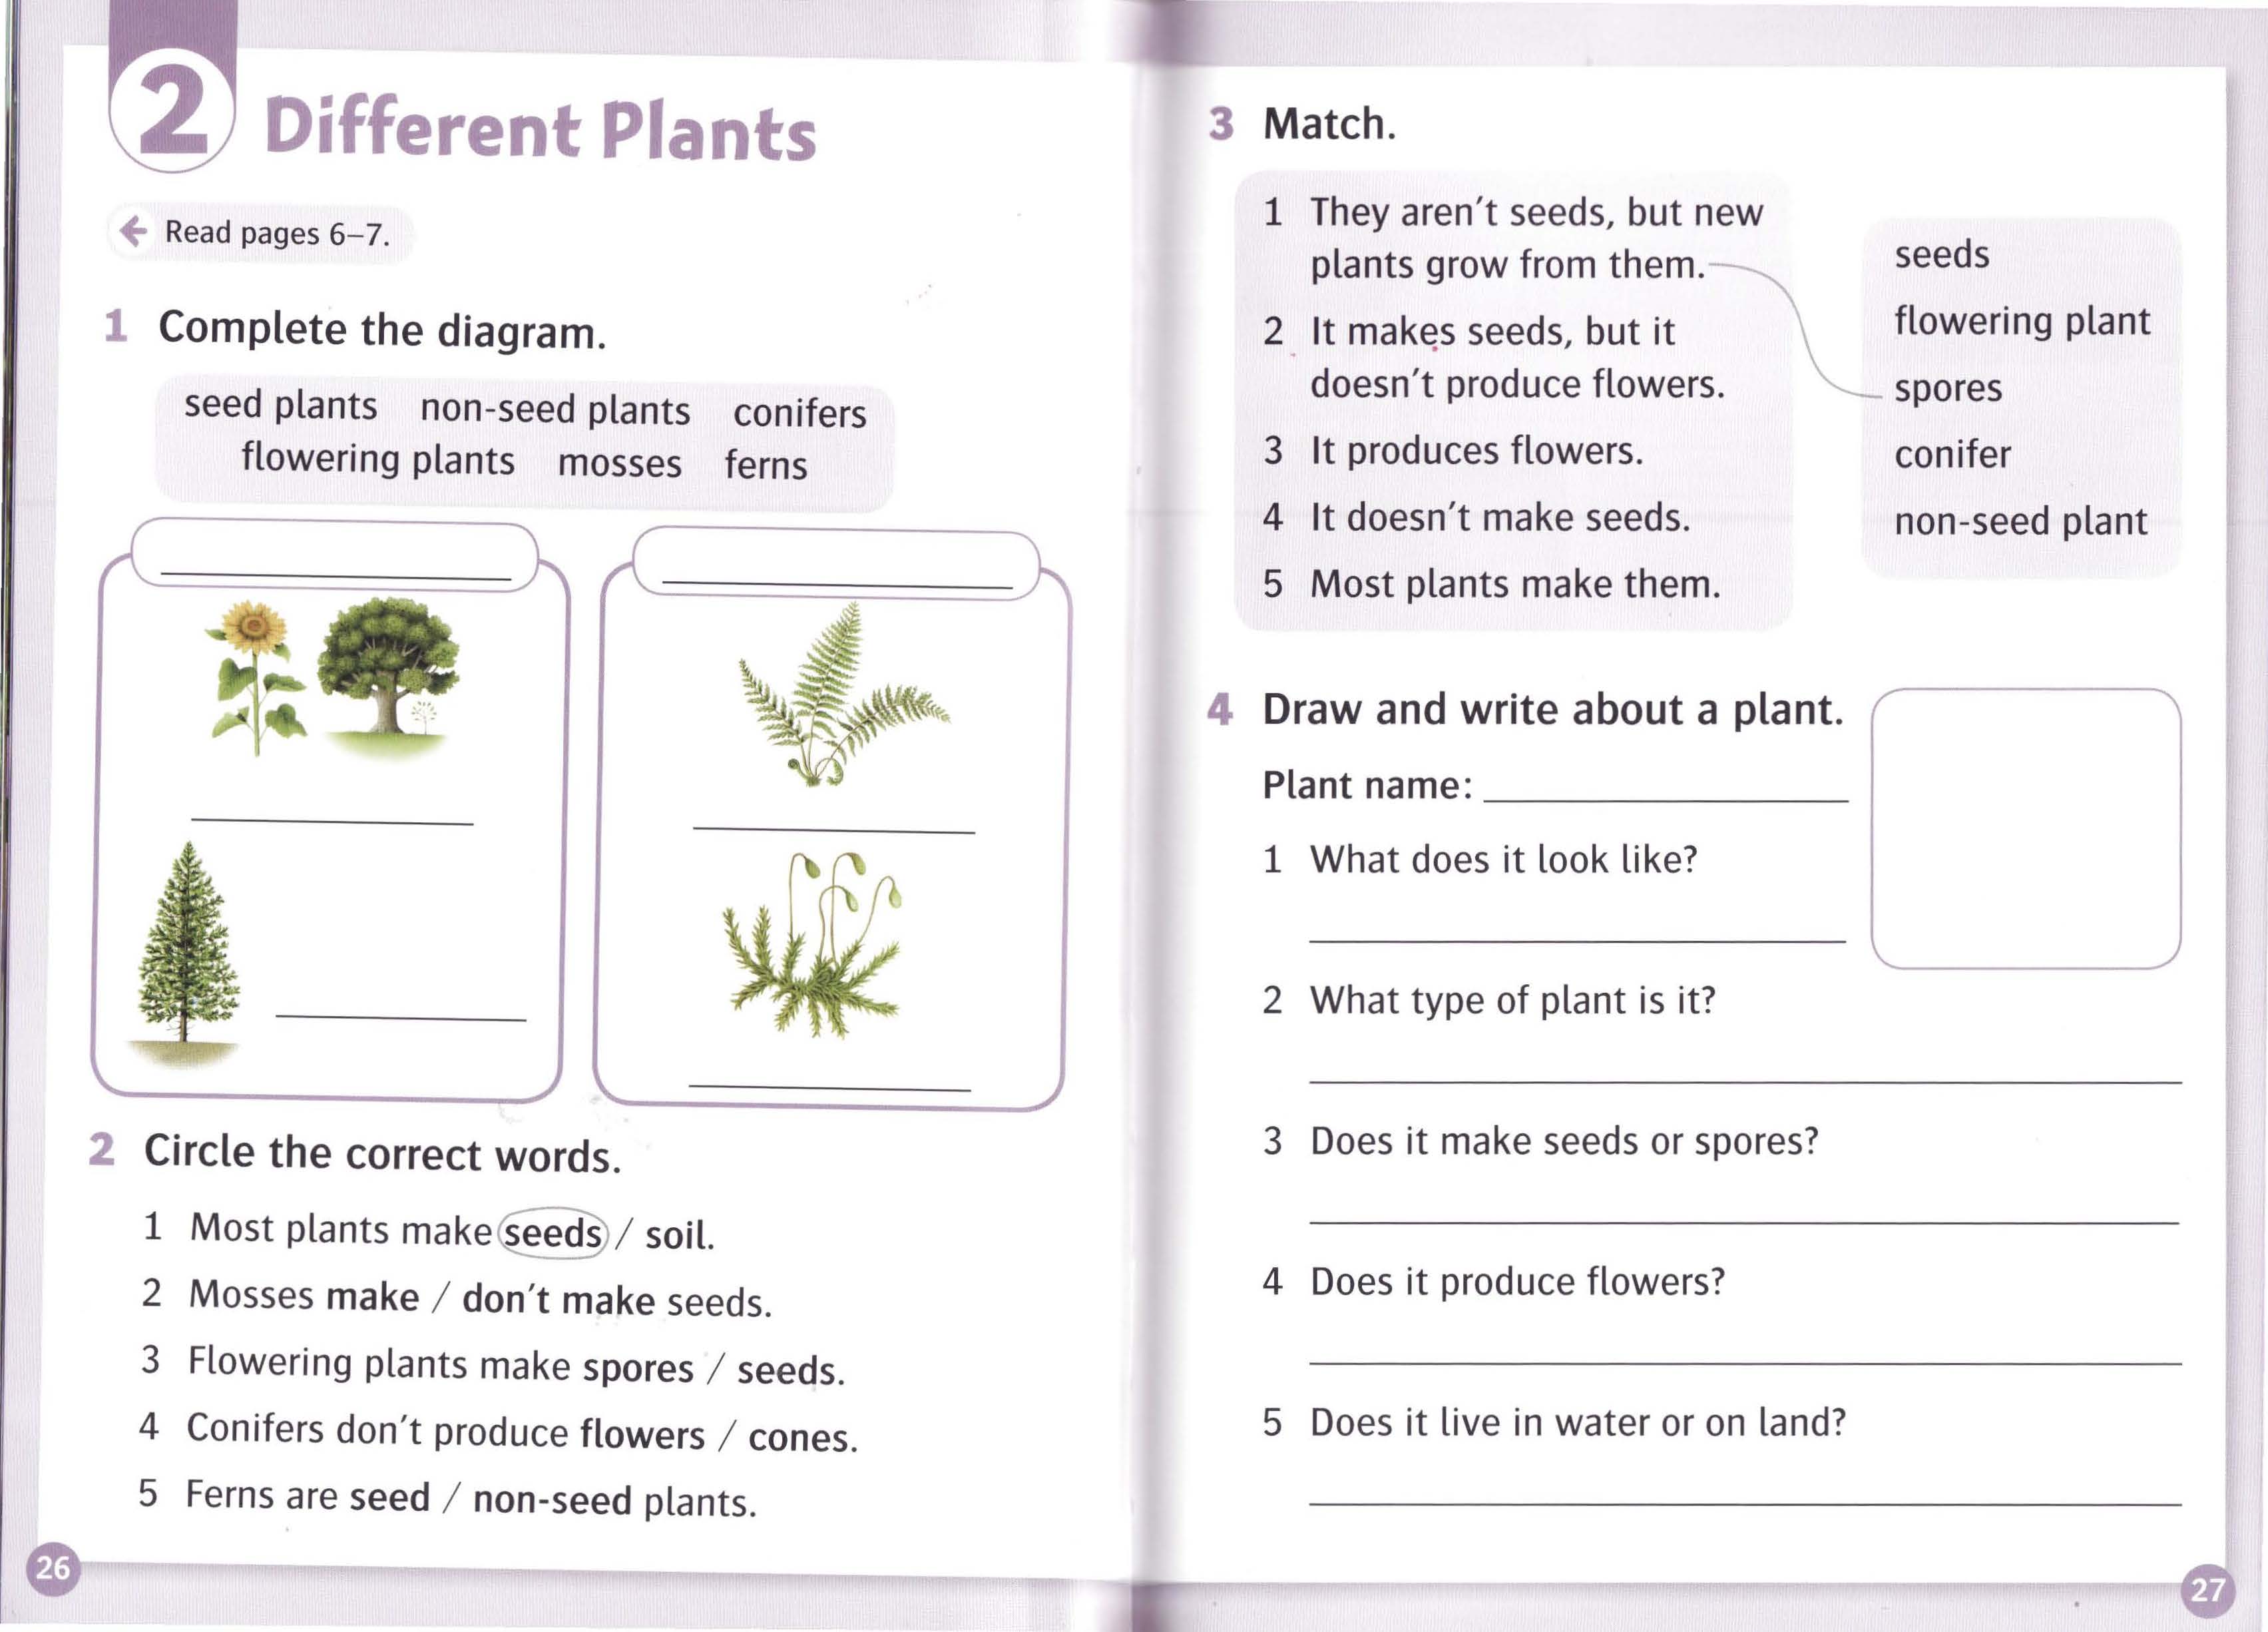 2 Different Plants
Read pages 6–7.
1 Complete the diagram.
seed plants non-seed plants conifers
flowering plants mosses ferns
2 Circle the correct words.
1 Most plants make seeds / soil.
2 Mosses make / don't make seeds.
3 Flowering plants make spores / seeds.
4 Conifers don't produce flowers / cones.
5 Ferns are seed / non-seed plants.
26
3 Match.
1 They aren't seeds, but new
plants grow from them.
2 It makes seeds, but it
doesn't produce flowers.
3 It produces flowers.
4 It doesn't make seeds.
5 Most plants make them.
seeds
flowering plant
spores
conifer
non-seed plant
4 Draw and write about a plant.
Plant name:
1 What does it look like?
2 What type of plant is it?
3 Does it make seeds or spores?
4 Does it produce flowers?
5 Does it live in water or on land?
27